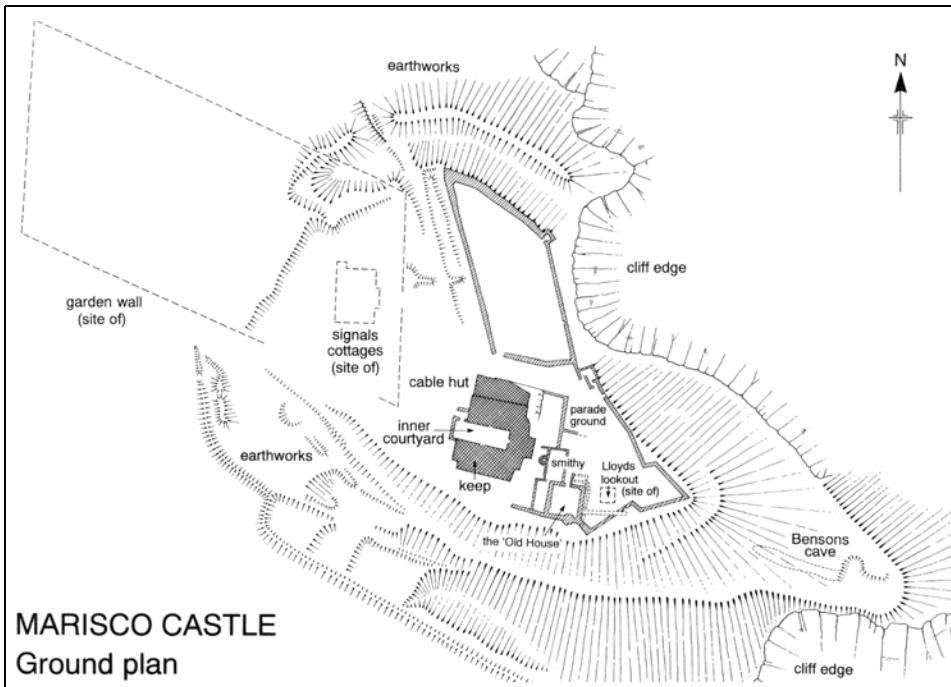 earthworks
N
cliff edge
garden wall
(site of)
signals
cottages
(site of)
cable hut
parade
ground
inner
courtyard
earthworks
smithy
Lloyds
lookout
(site of)
keep
the 'Old House'
Bensons
cave
MARISCO CASTLE
Ground plan
cliff edge